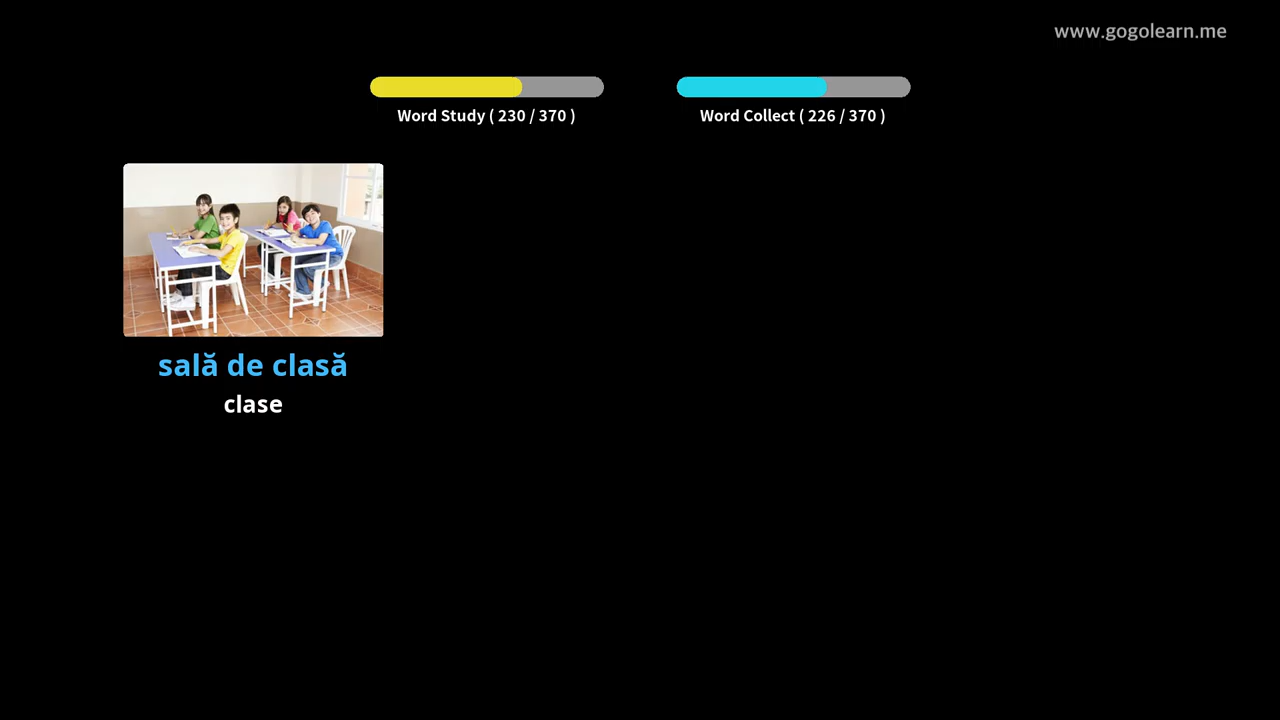 www.gogolearn.me
Word Study ( 230 / 370 )
Word Collect ( 226 / 370 )
sală de clasă
clase